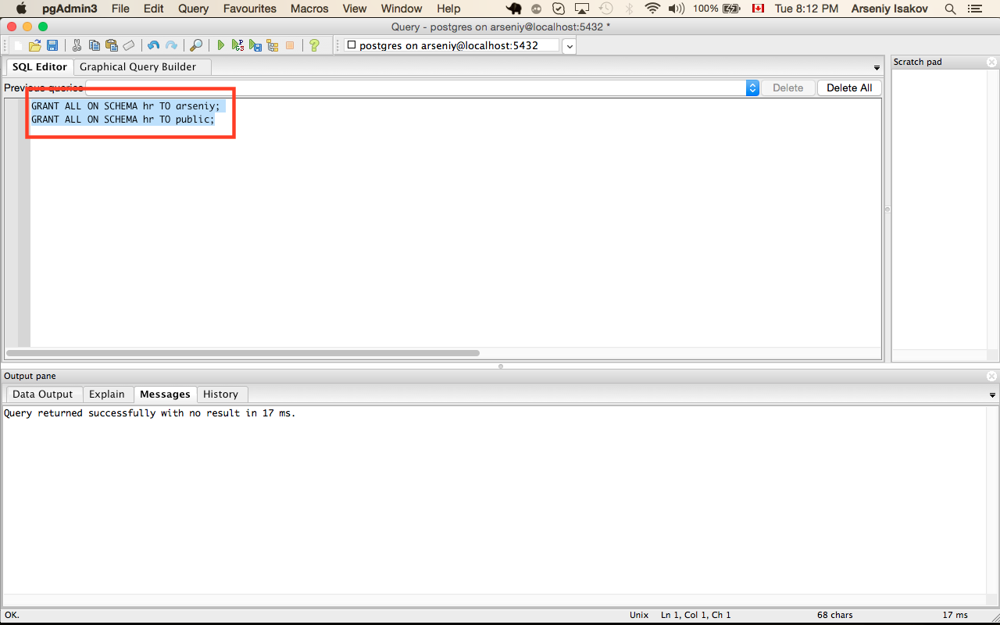 pgAdmin3 File Edit Query Favourites Macros View Window Help 100% Tue 8:12 PM Arseniy Isakov
Query - postgres on arseniy@localhost:5432 *
postgres on arseniy@localhost:5432
SQL Editor Graphical Query Builder
Scratch pad
Previous queries Delete Delete All
GRANT ALL ON SCHEMA hr TO arseniy;
GRANT ALL ON SCHEMA hr TO public;
Output pane
Data Output Explain Messages History
Query returned successfully with no result in 17 ms.
OK. Unix Ln 1, Col 1, Ch 1 68 chars 17 ms